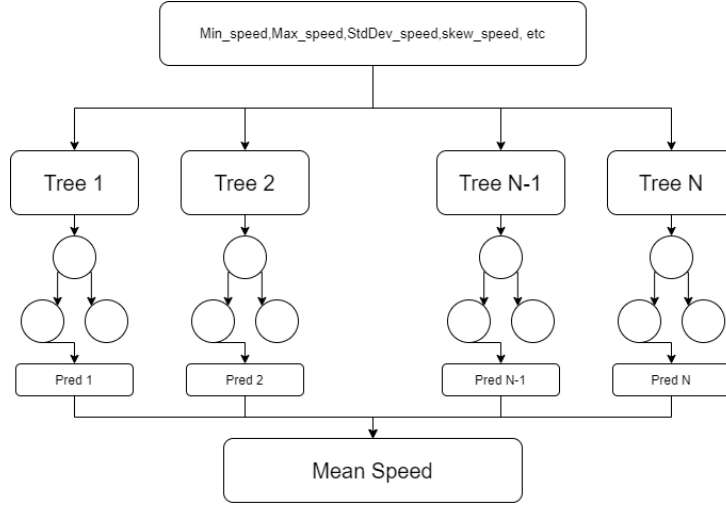 Min_speed,Max_speed,StdDev_speed,skew_speed, etc
Tree 1
Tree 2
Tree N-1
Tree N
Pred 1
Pred 2
Pred N-1
Pred N
Mean Speed